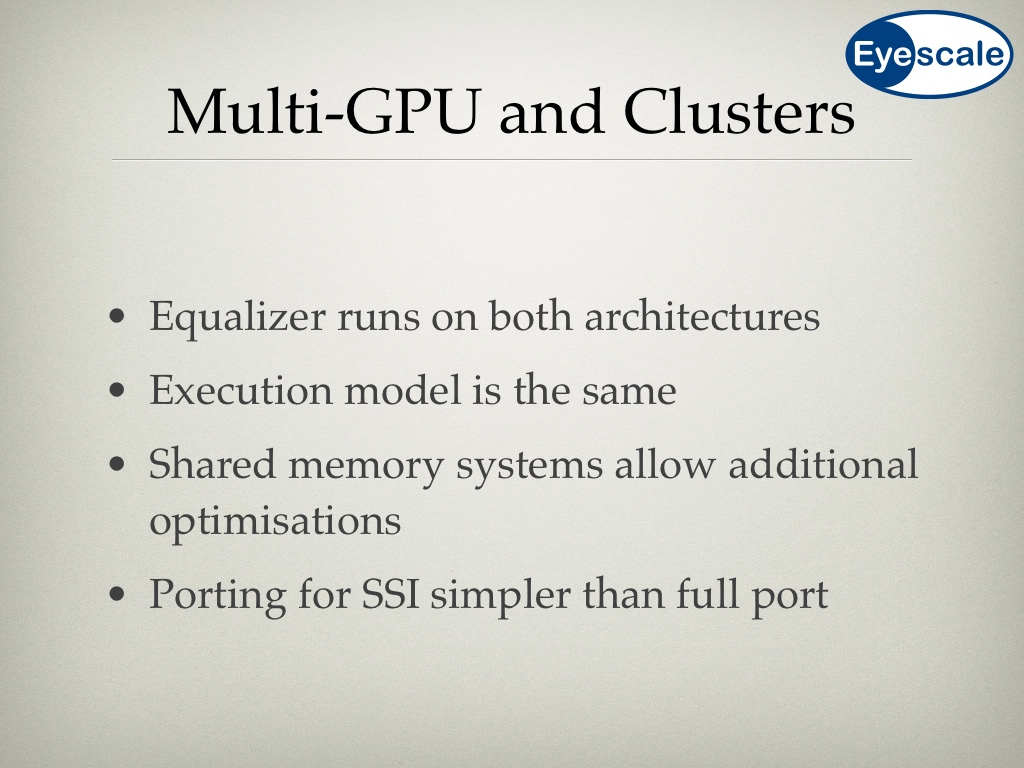 Eyescale
Multi-GPU and Clusters
• Equalizer runs on both architectures
• Execution model is the same
• Shared memory systems allow additional
optimisations
• Porting for SSI simpler than full port